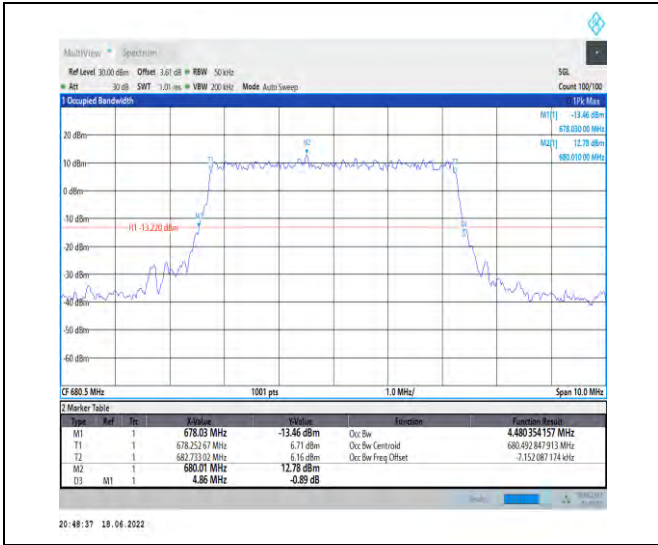 MultiView Spectrum
Ref Level 30.00 dBm Offset 3.61 dB RBW 50 kHz SGL
Att 30 dB SWT 1.01 ms VBW 200 kHz Mode Auto Sweep Count 100/100
1 Occupied Bandwidth 1Pk Max
M1[1] -13.46 dBm
678.030 00 MHz
20 dBm M2[1] 12.78 dBm
680.010 00 MHz
M2
T1
10 dBm
0 dBm
-10 dBm
H1 -13.220 dBm
-20 dBm
-30 dBm
-40 dBm
-50 dBm
-60 dBm
CF 680.5 MHz 1001 pts 1.0 MHz/ Span 10.0 MHz
2 Marker Table
Type Ref Trc X-Value Y-Value Function Function Result
M1 1 678.03 MHz -13.46 dBm Occ Bw 4.480 354 157 MHz
T1 1 678.252 67 MHz 6.71 dBm Occ Bw Centroid 680.492 847 913 MHz
T2 1 682.733 02 MHz 6.16 dBm Occ Bw Freq Offset -7.152 087 174 kHz
M2 1 680.01 MHz 12.78 dBm
D3 M1 1 4.86 MHz -0.89 dB
20:48:37 18.06.2022